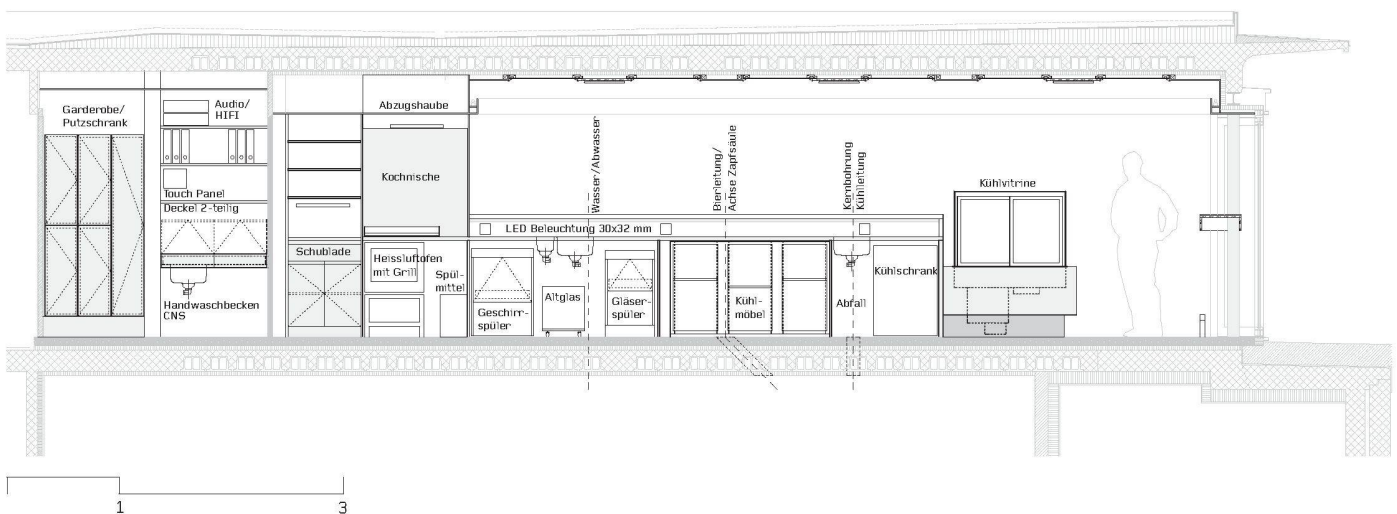 Garderobe/
Putzschrank
Audio/
HIFI
Touch Panel
Deckel 2-teilig
Handwaschbecken
CNS
Abzugshaube
Kochnische
Schublade
Heissluftofen
mit Grill
Spül-
mittel
LED Beleuchtung 30x32 mm
Geschirr-
spüler
Altglas
Gläser-
spüler
Wasser/Abwasser
Bierleitung/
Achse Zapfsäule
Kühl-
möbel
Kernbohrung
Kühlleitung
Abfall
Kühlschrank
Kühlvitrine
1
3